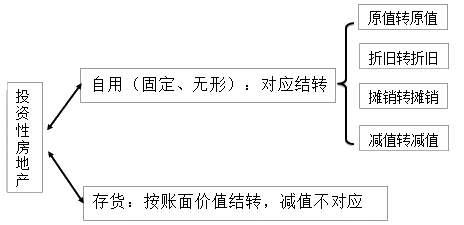 投资性房地产
自用（固定、无形）：对应结转
原值转原值
折旧转折旧
摊销转摊销
减值转减值
存货：按账面价值结转，减值不对应